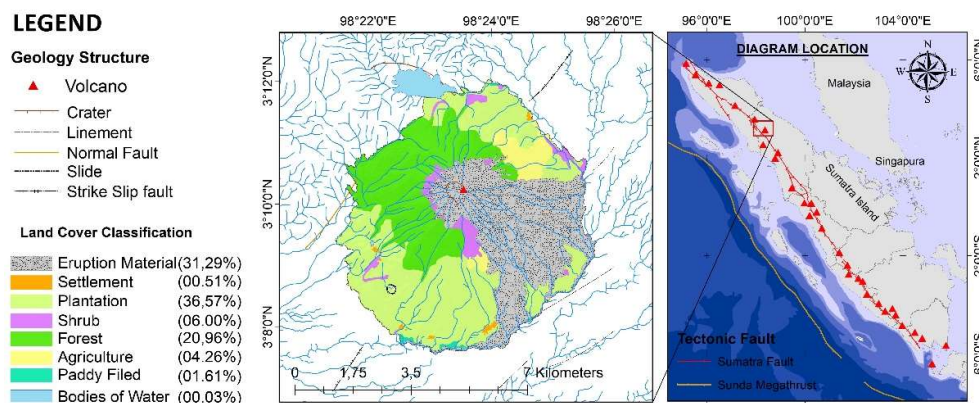 LEGEND
Geology Structure
Volcano
Crater
Linement
Normal Fault
Slide
Strike Slip fault
Land Cover Classification
Eruption Material (31,29%)
Settlement (00.51%)
Plantation (36,57%)
Shrub (06.00%)
Forest (20,96%)
Agriculture (04.26%)
Paddy Filed (01.61%)
Bodies of Water (00.03%)
98°22'0"E 98°24'0"E 98°26'0"E
3°12'0"N
3°10'0"N
3°8'0"N
0 1.75 3,5 7 Kilometers
96°0'0"E 100°0'0"E 104°0'0"E
DIAGRAM LOCATION
N
W E
S
Malaysia
Singapura
Sumatra Island
Tectonic Fault
Sumatra Fault
Sunda Megathrust